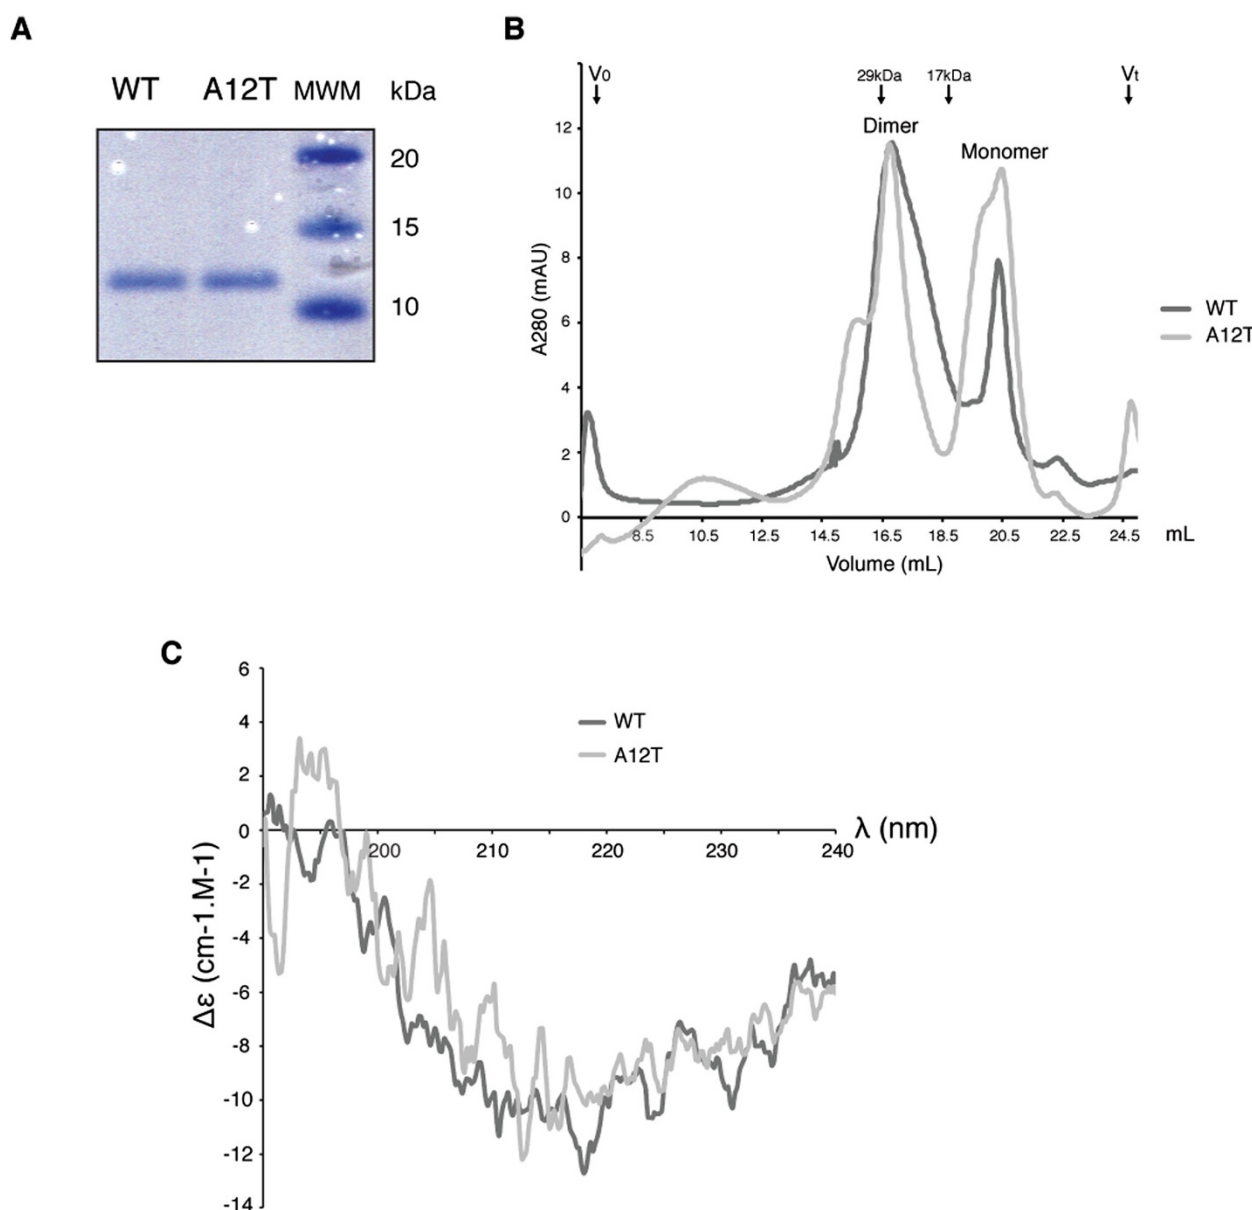 A
WT A12T MWM kDa
20
15
10
B
V0 29kDa 17kDa Vt
Dimer
Monomer
12
10
8
6
4
2
0
A280 (mAU)
8.5 10.5 12.5 14.5 16.5 18.5 20.5 22.5 24.5 mL
Volume (mL)
WT
A12T
C
6
4
2
0
-2
-4
-6
-8
-10
-12
-14
Δε (cm-1.M-1)
WT
A12T
λ (nm)
200 210 220 230 240